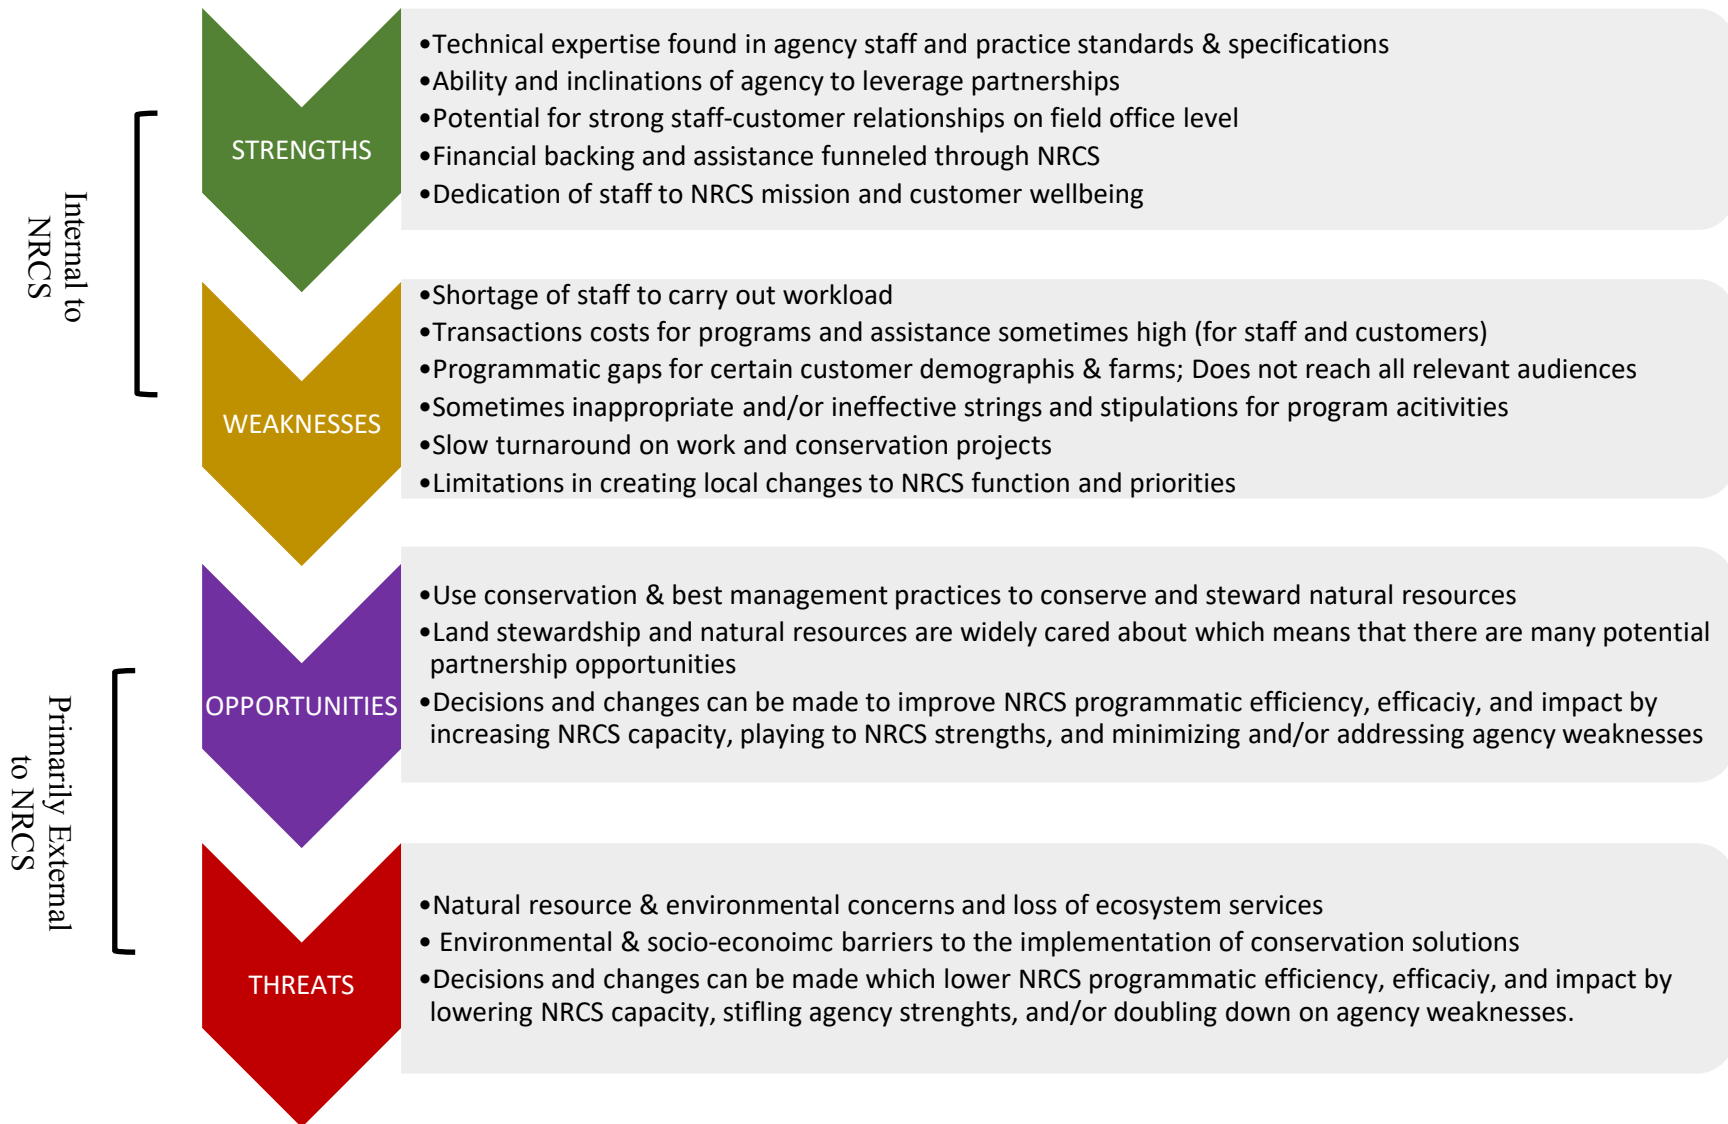 Internal to
NRCS
STRENGTHS
•Technical expertise found in agency staff and practice standards & specifications
•Ability and inclinations of agency to leverage partnerships
•Potential for strong staff-customer relationships on field office level
•Financial backing and assistance funneled through NRCS
•Dedication of staff to NRCS mission and customer wellbeing
WEAKNESSES
•Shortage of staff to carry out workload
•Transactions costs for programs and assistance sometimes high (for staff and customers)
•Programmatic gaps for certain customer demographis & farms; Does not reach all relevant audiences
•Sometimes inappropriate and/or ineffective strings and stipulations for program acitivities
•Slow turnaround on work and conservation projects
•Limitations in creating local changes to NRCS function and priorities
Primarily External
to NRCS
OPPORTUNITIES
•Use conservation & best management practices to conserve and steward natural resources
•Land stewardship and natural resources are widely cared about which means that there are many potential
partnership opportunities
•Decisions and changes can be made to improve NRCS programmatic efficiency, efficaciy, and impact by
increasing NRCS capacity, playing to NRCS strengths, and minimizing and/or addressing agency weaknesses
THREATS
•Natural resource & environmental concerns and loss of ecosystem services
• Environmental & socio-econoimc barriers to the implementation of conservation solutions
•Decisions and changes can be made which lower NRCS programmatic efficiency, efficaciy, and impact by
lowering NRCS capacity, stifling agency strenghts, and/or doubling down on agency weaknesses.